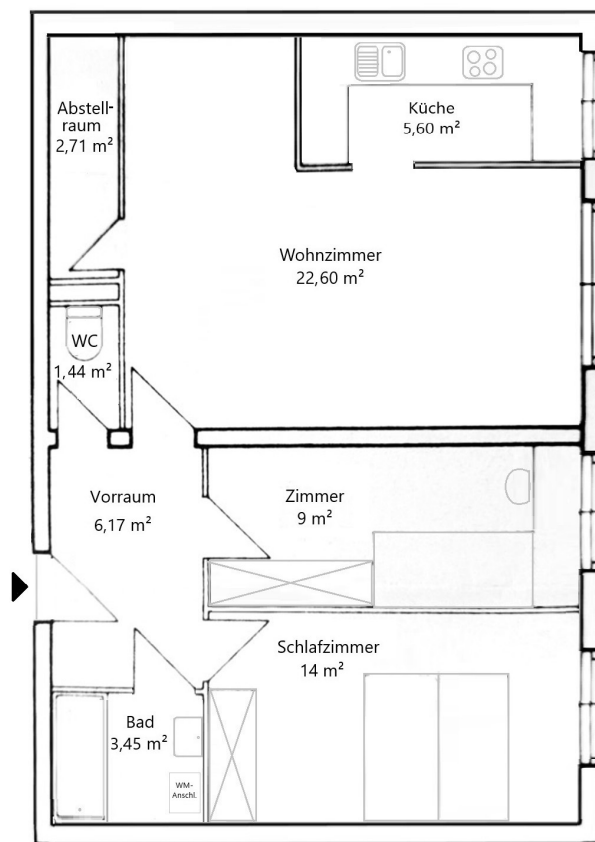 Abstell-
raum
2,71 m²
Küche
5,60 m²
Wohnzimmer
22,60 m²
WC
1,44 m²
Vorraum
6,17 m²
Zimmer
9 m²
Schlafzimmer
14 m²
Bad
3,45 m²
WM-
Anschl.